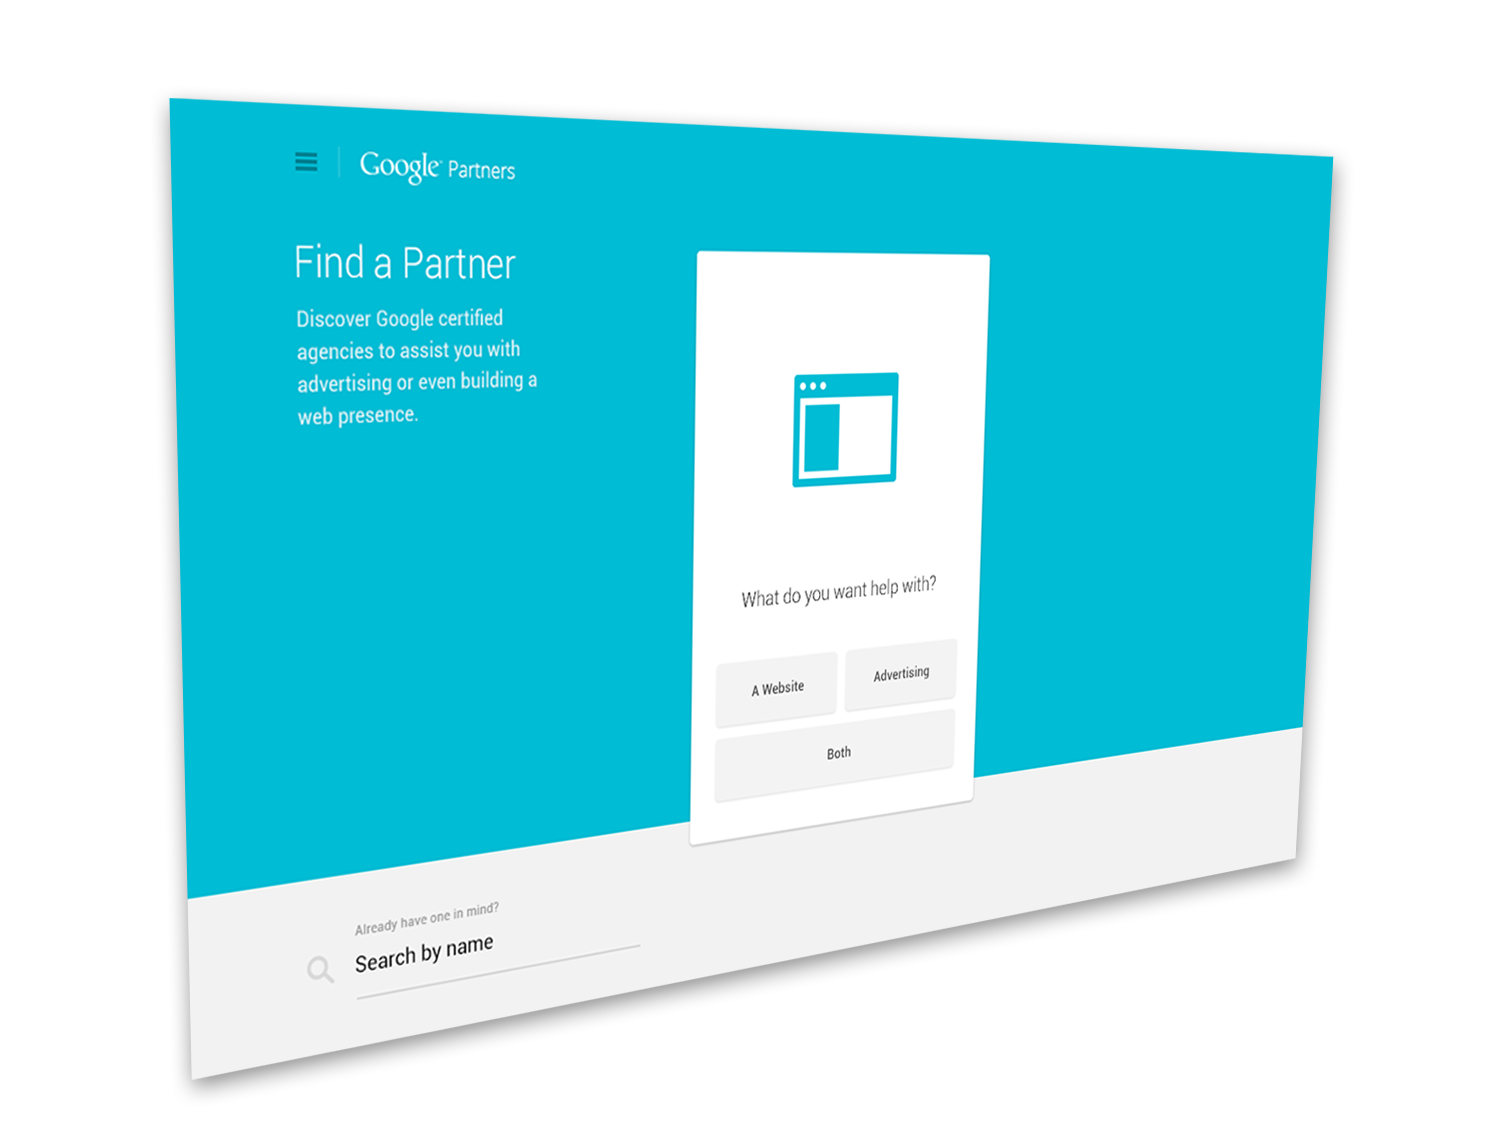 Google Partners
Find a Partner
Discover Google certified
agencies to assist you with
advertising or even building a
web presence.
What do you want help with?
A Website
Advertising
Both
Already have one in mind?
Search by name